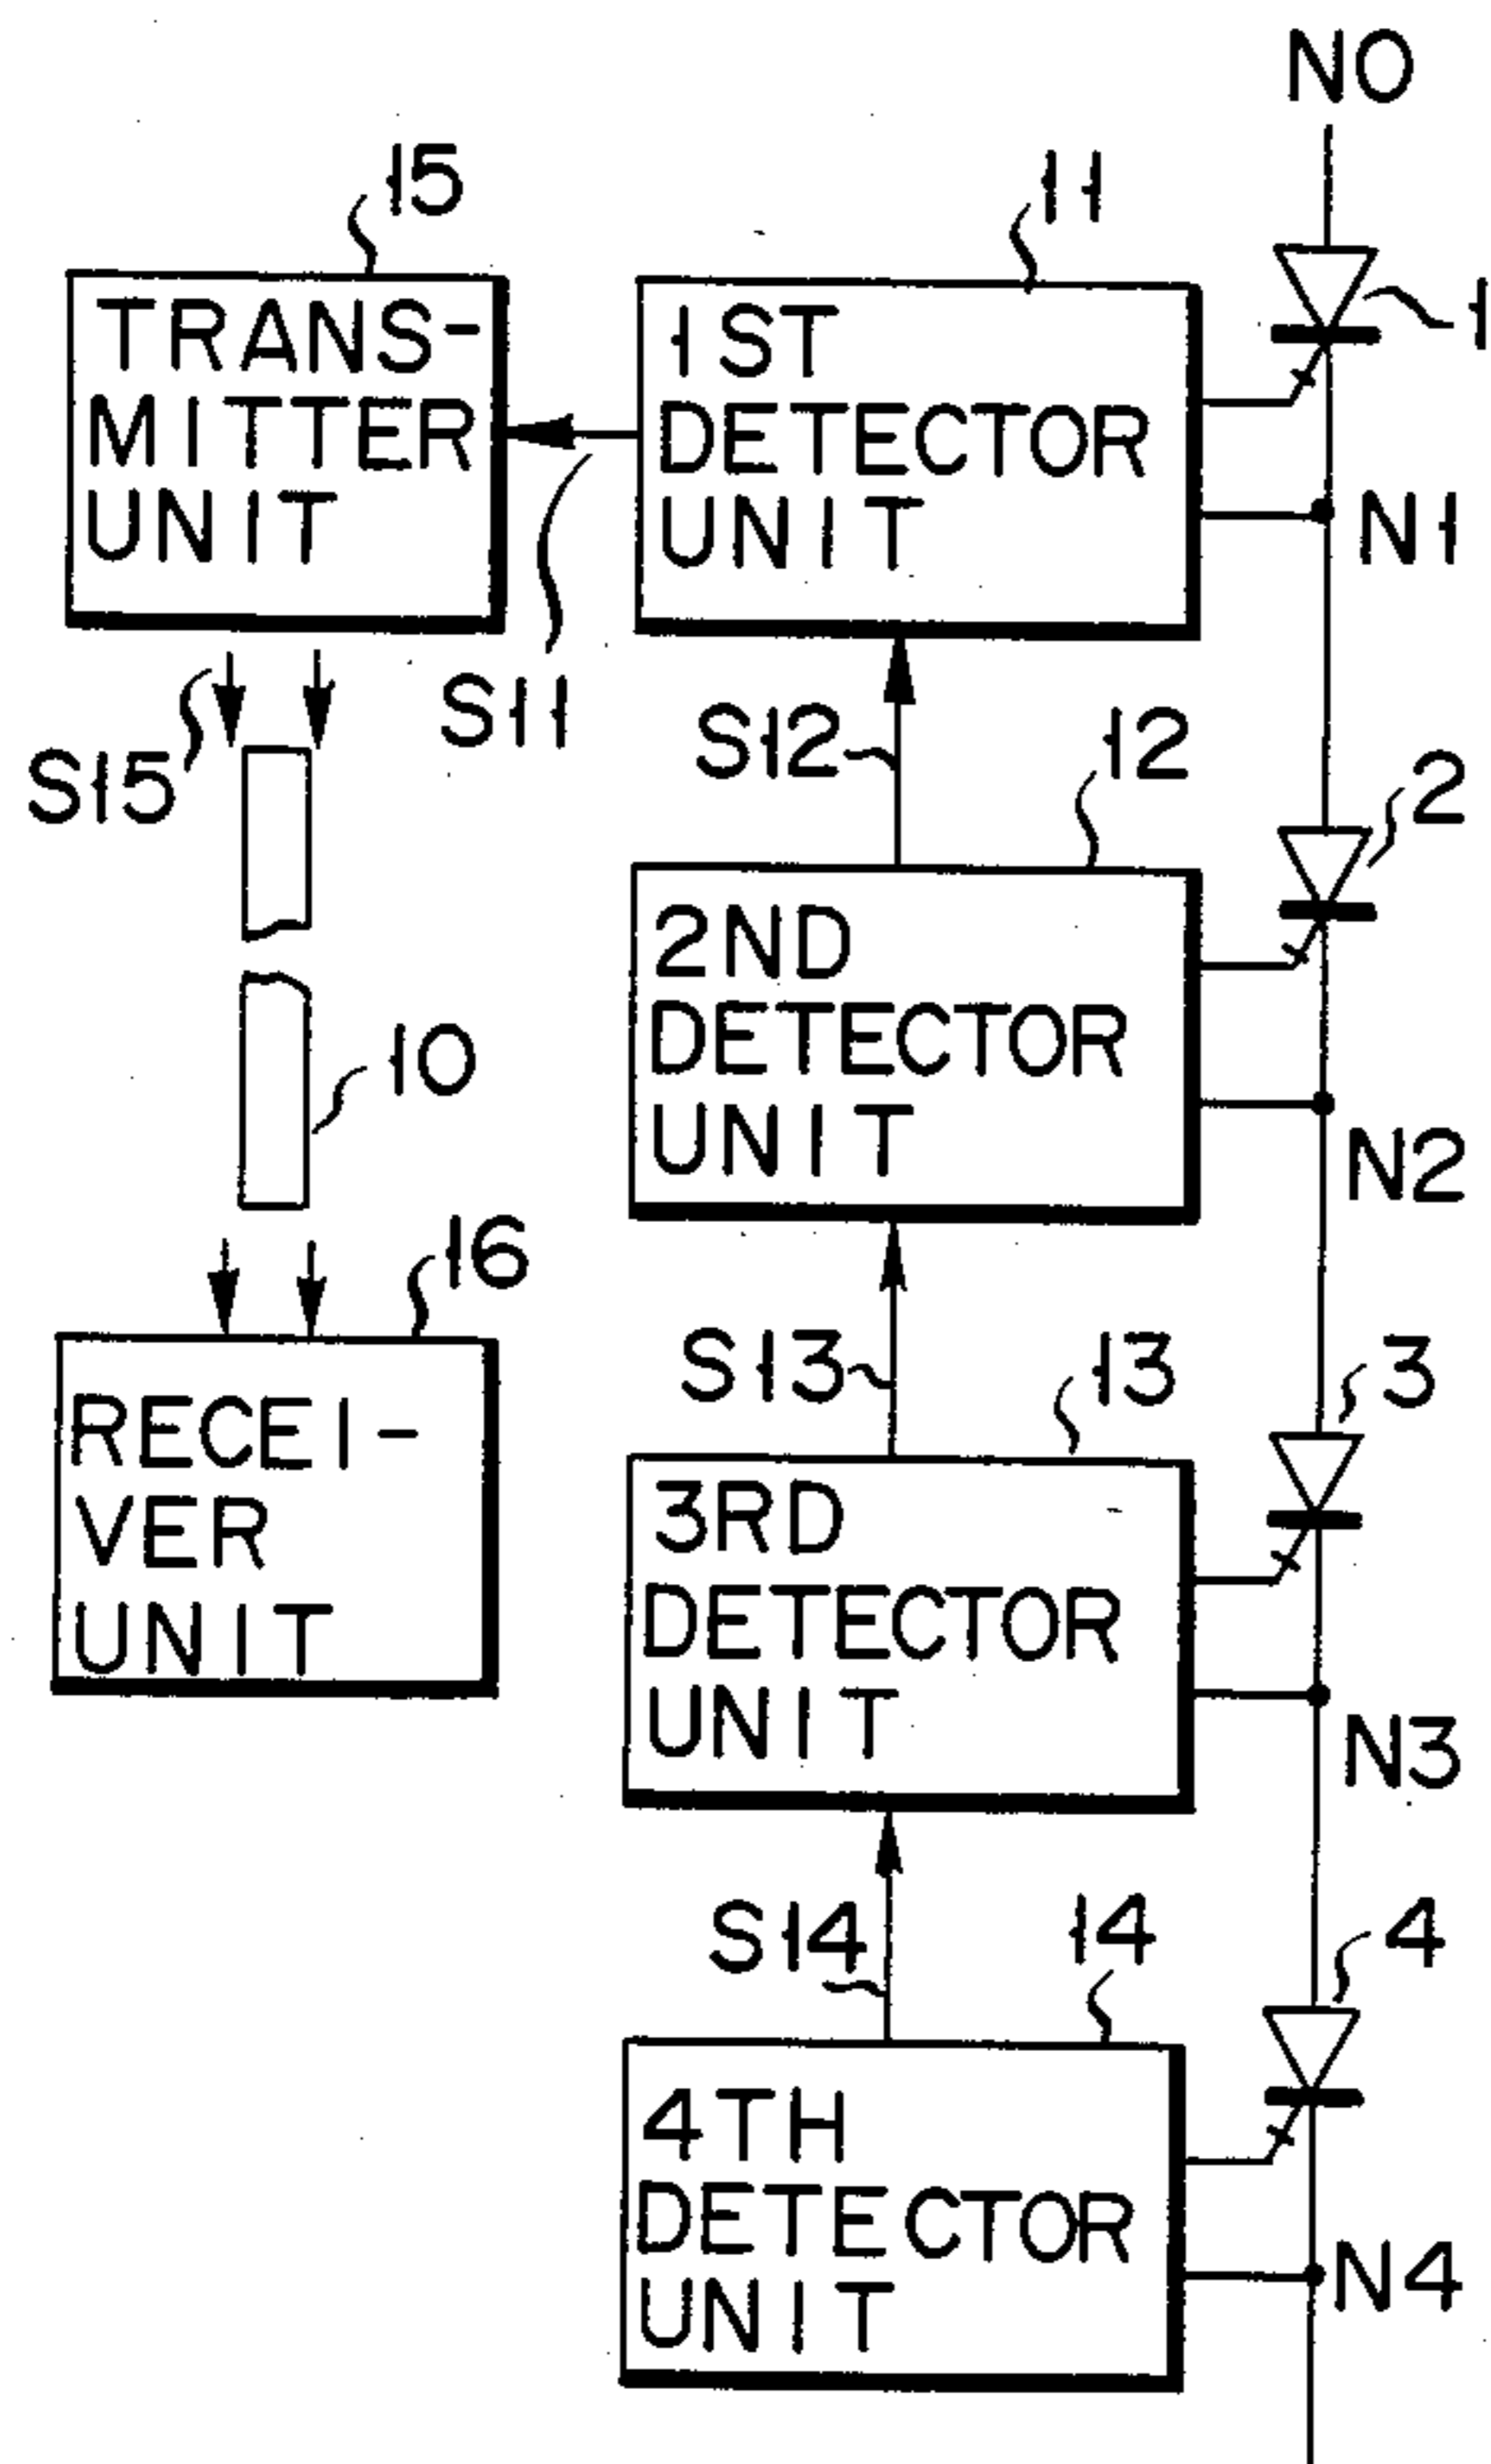 NO
15
11
1
TRANS-
MITTER
UNIT
1ST
DETECTOR
UNIT
N1
S15
S11
S12
12
2
2ND
DETECTOR
UNIT
10
N2
16
S13
13
3
RECEI-
VER
UNIT
3RD
DETECTOR
UNIT
N3
S14
14
4
4TH
DETECTOR
UNIT
N4